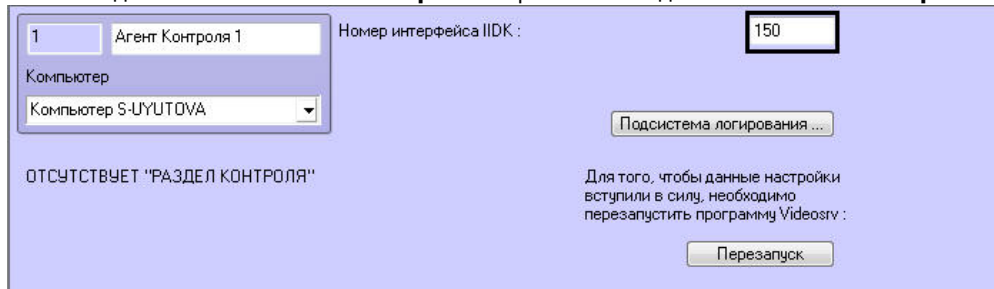 1
Агент Контроля 1
Номер интерфейса IIDK :
150
Компьютер
Компьютер S-UYUTOVA
Подсистема логирования ...
ОТСУТСТВУЕТ "РАЗДЕЛ КОНТРОЛЯ"
Для того, чтобы данные настройки
вступили в силу, необходимо
перезапустить программу Videosrv :
Перезапуск